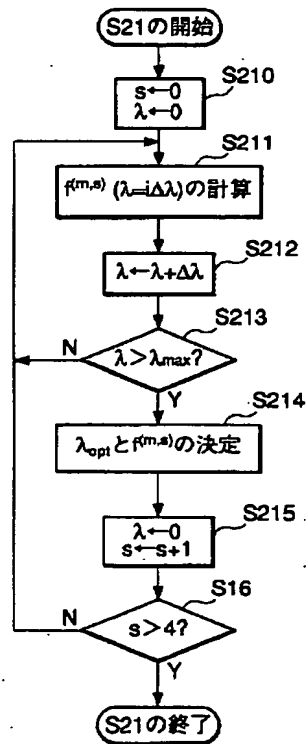 S21の開始
S210
s←0
λ←0
S211
f(m,s) (λ=iΔλ)の計算
S212
λ←λ+Δλ
S213
N
λ>λmax?
Y
S214
λoptとf(m,s)の決定
S215
λ←0
s←s+1
S16
N
s>4?
Y
S21の終了